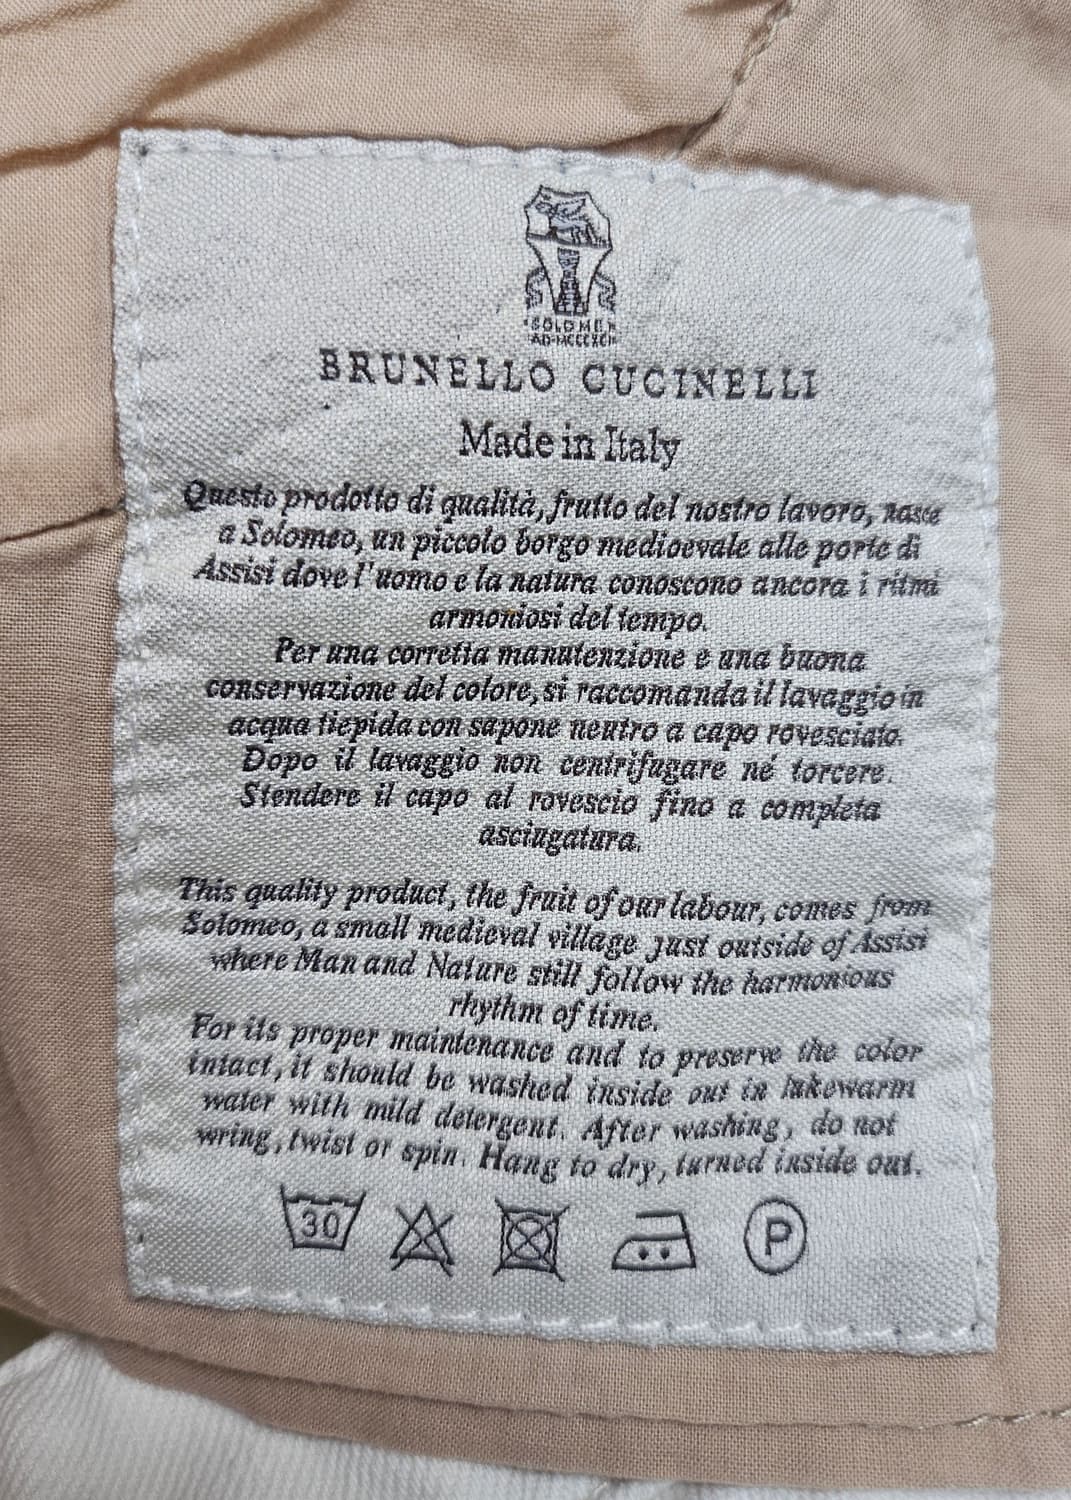 SOLOMEO
AD·MCCCXCI
BRUNELLO CUCINELLI
Made in Italy
Questo prodotto di qualità, frutto del nostro lavoro, nasce
a Solomeo, un piccolo borgo medioevale alle porte di
Assisi dove l'uomo e la natura conoscono ancora i ritmi
armoniosi del tempo.
Per una corretta manutenzione e una buona
conservazione del colore, si raccomanda il lavaggio in
acqua tiepida con sapone neutro a capo rovesciato.
Dopo il lavaggio non centrifugare né torcere.
Stendere il capo al rovescio fino a completa
asciugatura.
This quality product, the fruit of our labour, comes from
Solomeo, a small medieval village just outside of Assisi
where Man and Nature still follow the harmonious
rhythm of time.
For its proper maintenance and to preserve the color
intact, it should be washed inside out in lukewarm
water with mild detergent. After washing, do not
wring, twist or spin. Hang to dry, turned inside out.
30 P